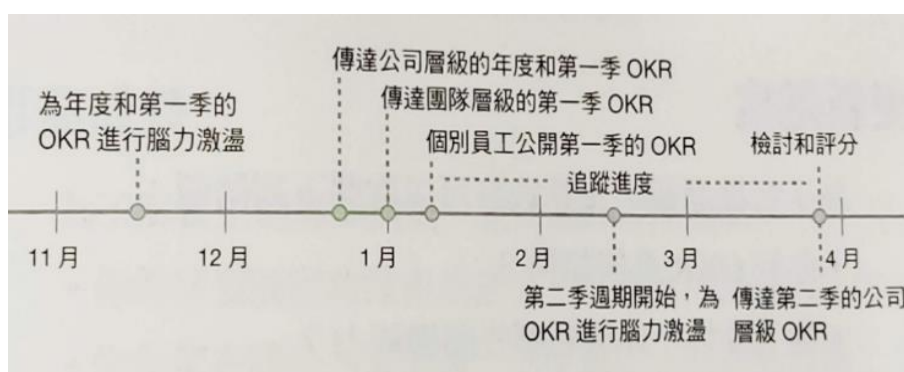 傳達公司層級的年度和第一季 OKR
為年度和第一季的
OKR 進行腦力激盪
傳達團隊層級的第一季 OKR
個別員工公開第一季的 OKR
檢討和評分
追蹤進度
11 月
12 月
1 月
2 月
3 月
4 月
第二季週期開始，為
OKR 進行腦力激盪
傳達第二季的公司
層級 OKR